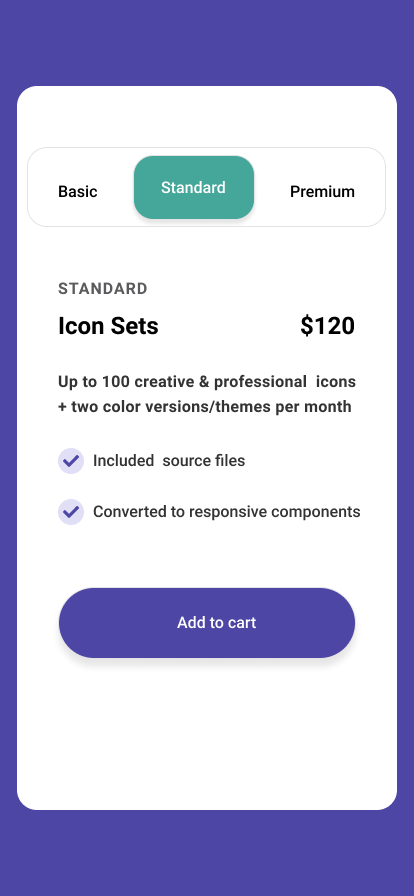 Basic Standard Premium
STANDARD
Icon Sets $120
Up to 100 creative & professional  icons
+ two color versions/themes per month
Included  source files
Converted to responsive components
Add to cart